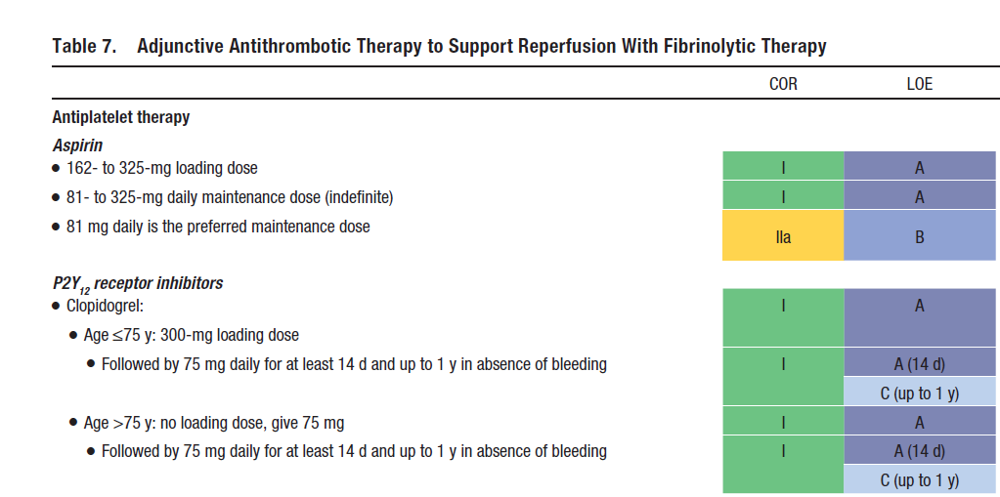 Table 7. Adjunctive Antithrombotic Therapy to Support Reperfusion With Fibrinolytic Therapy
COR LOE
Antiplatelet therapy
Aspirin
● 162- to 325-mg loading dose I A
● 81- to 325-mg daily maintenance dose (indefinite) I A
● 81 mg daily is the preferred maintenance dose IIa B
P2Y12 receptor inhibitors
● Clopidogrel: I A
● Age ≤75 y: 300-mg loading dose
● Followed by 75 mg daily for at least 14 d and up to 1 y in absence of bleeding I A (14 d)
C (up to 1 y)
● Age >75 y: no loading dose, give 75 mg I A
● Followed by 75 mg daily for at least 14 d and up to 1 y in absence of bleeding I A (14 d)
C (up to 1 y)